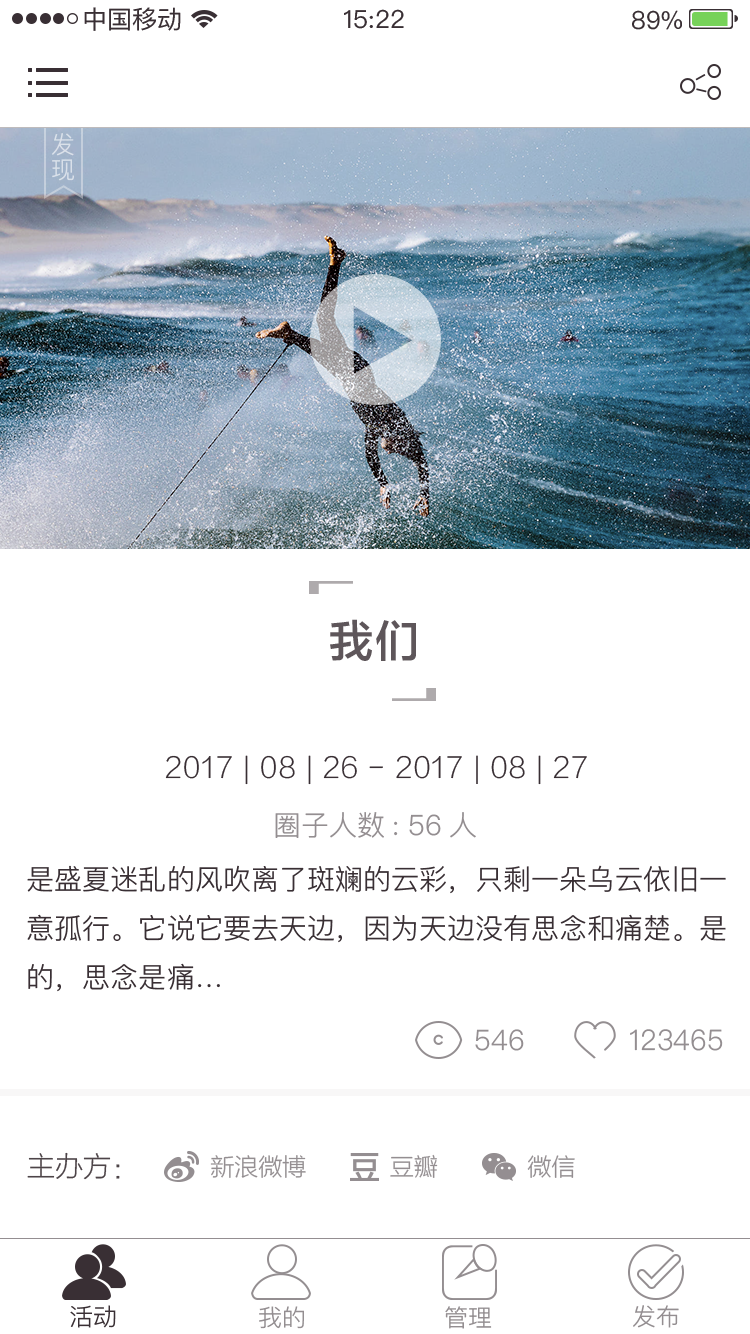 中国移动 15:22 89%
发现
我们
2017 | 08 | 26 - 2017 | 08 | 27
圈子人数 : 56 人
是盛夏迷乱的风吹离了斑斓的云彩，只剩一朵乌云依旧一
意孤行。它说它要去天边，因为天边没有思念和痛楚。是
的，思念是痛...
546 123465
主办方： 新浪微博 豆 豆瓣 微信
活动 我的 管理 发布